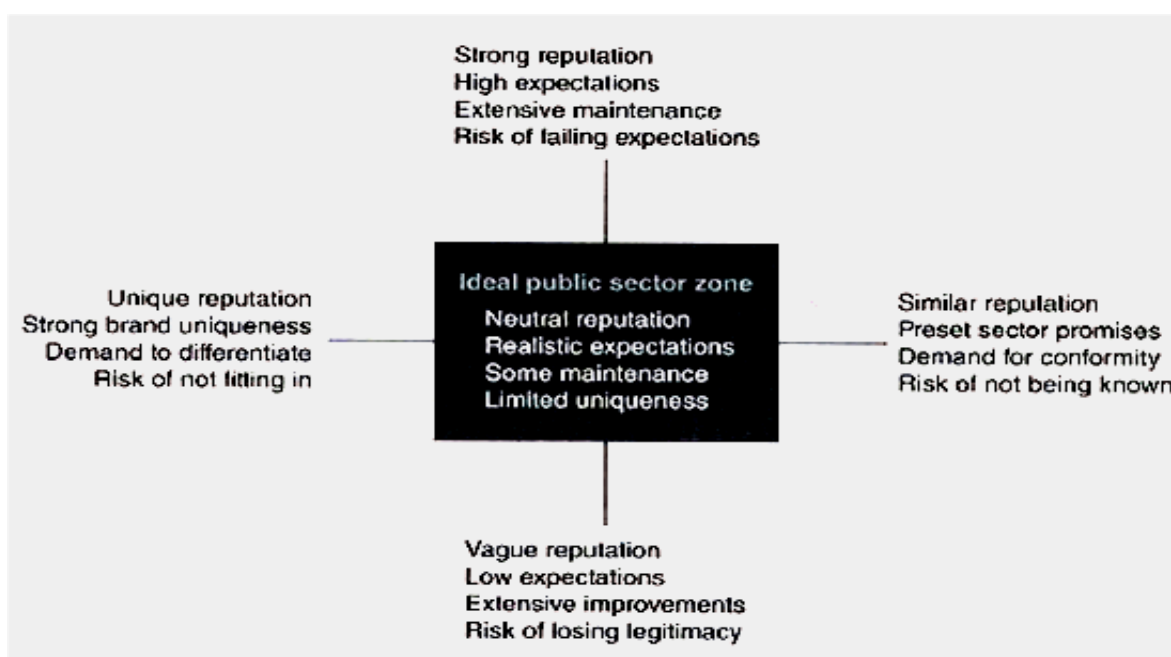 Strong reputation
High expectations
Extensive maintenance
Risk of failing expectations
Unique reputation
Strong brand uniqueness
Demand to differentiate
Risk of not fitting in
Ideal public sector zone
Neutral reputation
Realistic expectations
Some maintenance
Limited uniqueness
Similar reputation
Preset sector promises
Demand for conformity
Risk of not being known
Vague reputation
Low expectations
Extensive improvements
Risk of losing legitimacy